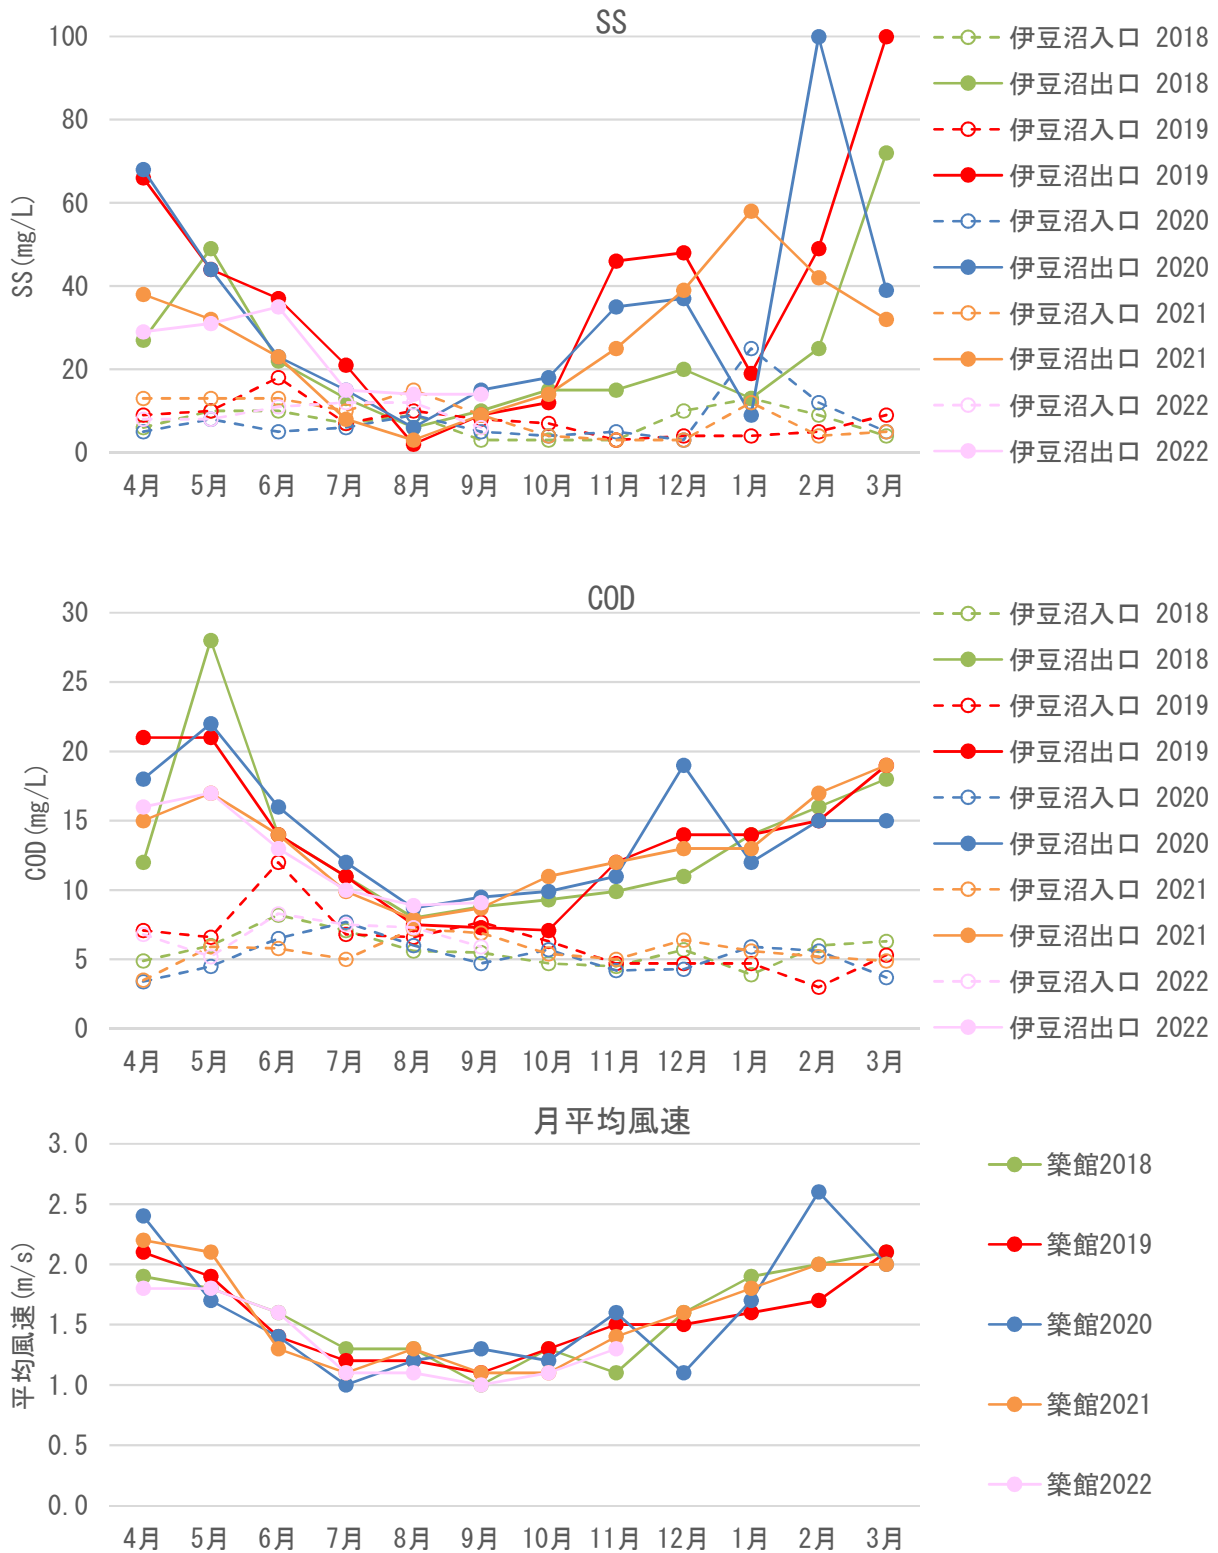 SS
100
80
60
40
20
0
SS(mg/L)
4月 5月 6月 7月 8月 9月 10月 11月 12月 1月 2月 3月
伊豆沼入口 2018
伊豆沼出口 2018
伊豆沼入口 2019
伊豆沼出口 2019
伊豆沼入口 2020
伊豆沼出口 2020
伊豆沼入口 2021
伊豆沼出口 2021
伊豆沼入口 2022
伊豆沼出口 2022
COD
30
25
20
15
10
5
0
COD(mg/L)
4月 5月 6月 7月 8月 9月 10月 11月 12月 1月 2月 3月
伊豆沼入口 2018
伊豆沼出口 2018
伊豆沼入口 2019
伊豆沼出口 2019
伊豆沼入口 2020
伊豆沼出口 2020
伊豆沼入口 2021
伊豆沼出口 2021
伊豆沼入口 2022
伊豆沼出口 2022
月平均風速
3.0
2.5
2.0
1.5
1.0
0.5
0.0
平均風速(m/s)
4月 5月 6月 7月 8月 9月 10月 11月 12月 1月 2月 3月
築館2018
築館2019
築館2020
築館2021
築館2022